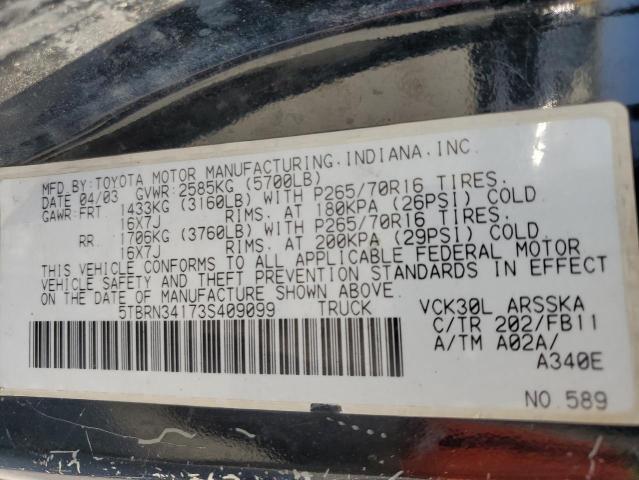 MFD.BY:TOYOTA MOTOR MANUFACTURING,INDIANA,INC.
DATE 04/03 GVWR:2585KG (5700LB)
GAWR:FRT 1433KG (3160LB) WITH P265/70R16 TIRES,
16X7J RIMS, AT 180KPA (26PSI) COLD
RR 1706KG (3760LB) WITH P265/70R16 TIRES,
16X7J RIMS, AT 200KPA (29PSI) COLD
THIS VEHICLE CONFORMS TO ALL APPLICABLE FEDERAL MOTOR
VEHICLE SAFETY AND THEFT PREVENTION STANDARDS IN EFFECT
ON THE DATE OF MANUFACTURE SHOWN ABOVE
5TBRN34173S409099 TRUCK
VCK30L ARSSKA
C/TR 202/FB11
A/TM A02A/
A340E
NO 589